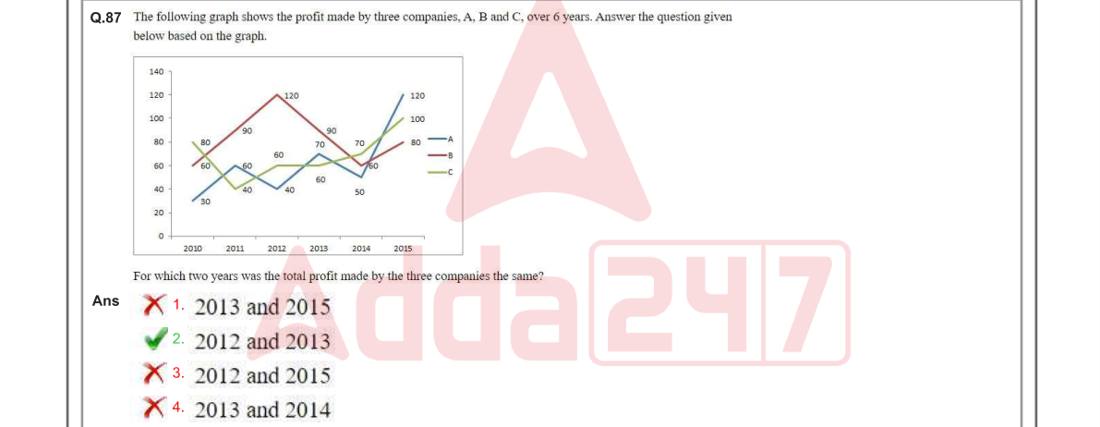 Q.87 The following graph shows the profit made by three companies, A, B and C, over 6 years. Answer the question given
below based on the graph.
140
120 120 120
100 100
90 90
80 80 70 70 80 A
60 B
60 60 60 60 60 C
40 40 40 50
30
20
0
2010 2011 2012 2013 2014 2015
For which two years was the total profit made by the three companies the same?
Ans 1. 2013 and 2015
2. 2012 and 2013
3. 2012 and 2015
4. 2013 and 2014
Adda247